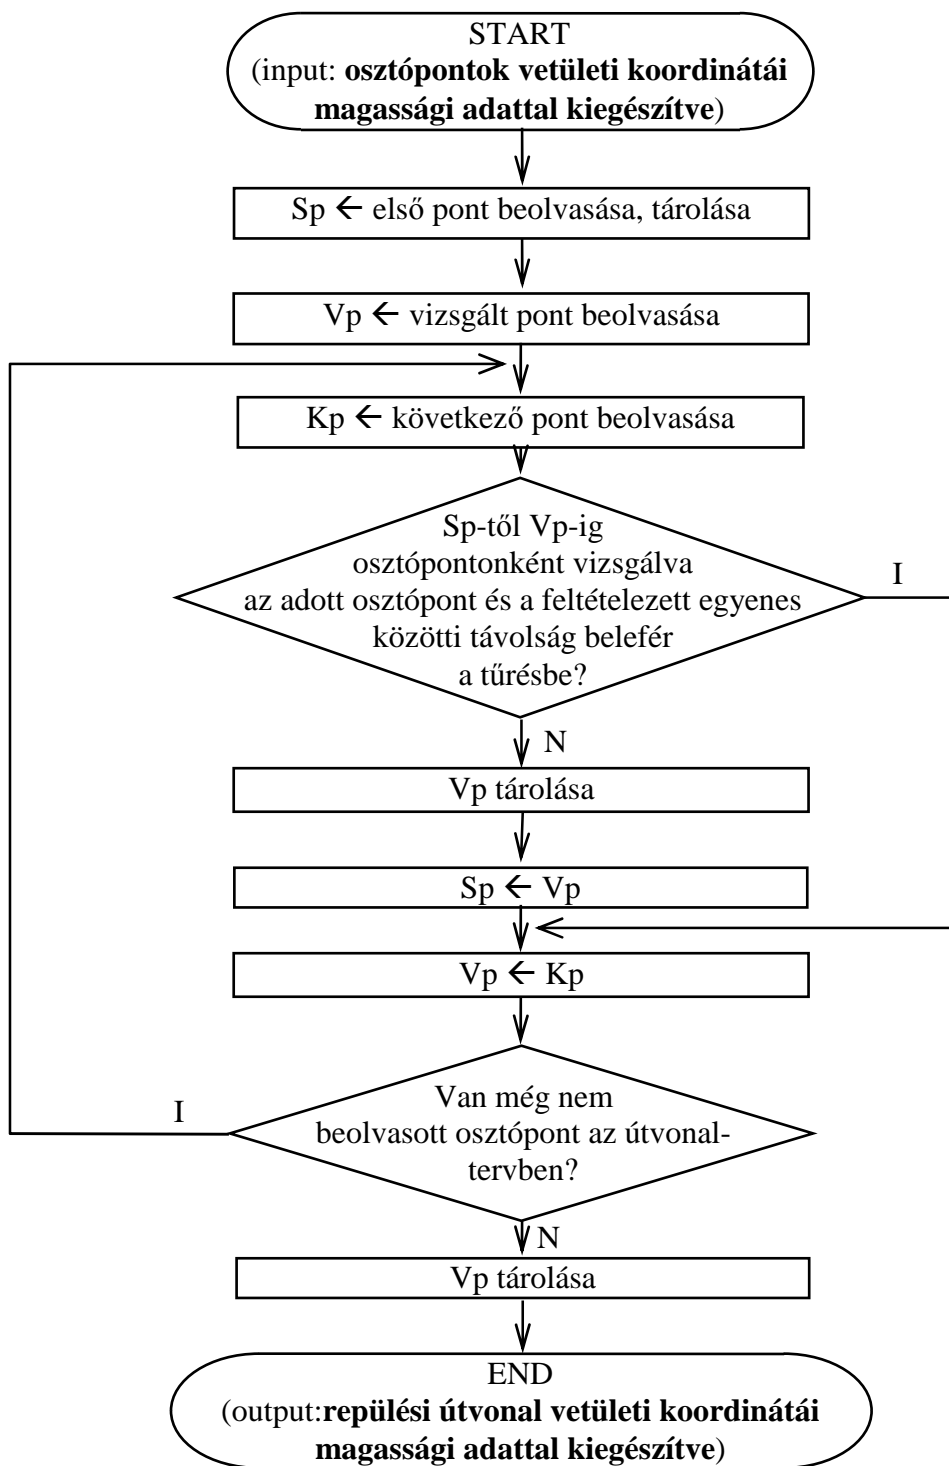 START
(input: osztópontok vetületi koordinátái
magassági adattal kiegészítve)
Sp ← első pont beolvasása, tárolása
Vp ← vizsgált pont beolvasása
Kp ← következő pont beolvasása
Sp-től Vp-ig
osztópontonként vizsgálva
az adott osztópont és a feltételezett egyenes
közötti távolság belefér
a tűrésbe?
I
N
Vp tárolása
Sp ← Vp
Vp ← Kp
Van még nem
beolvasott osztópont az útvonal-
tervben?
I
N
Vp tárolása
END
(output:repülési útvonal vetületi koordinátái
magassági adattal kiegészítve)